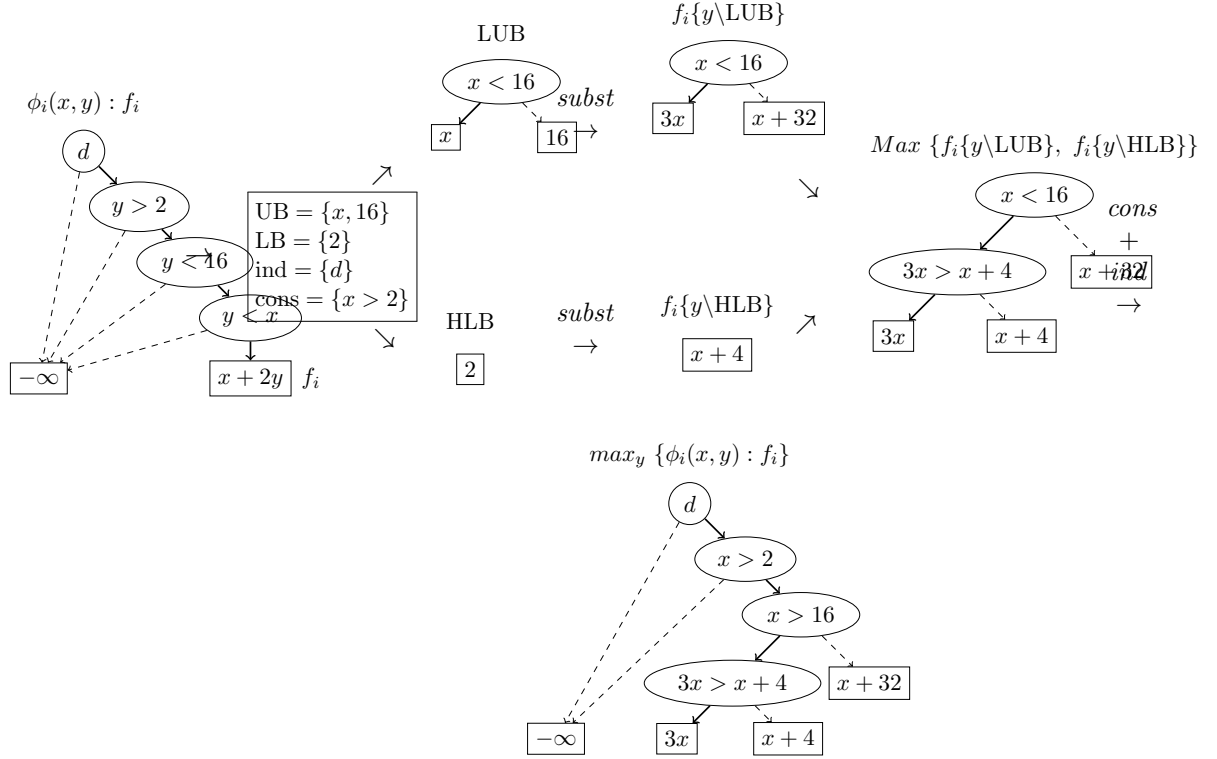 ϕ_i(x, y) : f_i
d
y > 2
y < 16
y < x
−∞
x + 2y f_i
→
UB = {x, 16}
LB = {2}
ind = {d}
cons = {x > 2}
↗
↘
LUB
x < 16
x
16
subst
→
f_i{y\LUB}
x < 16
3x
x + 32
HLB
2
subst
→
f_i{y\HLB}
x + 4
↘
↗
Max {f_i{y\LUB}, f_i{y\HLB}}
x < 16
3x > x + 4
x + 32
3x
x + 4
cons
+
ind
→
max_y {ϕ_i(x, y) : f_i}
d
x > 2
x > 16
3x > x + 4
x + 32
−∞
3x
x + 4